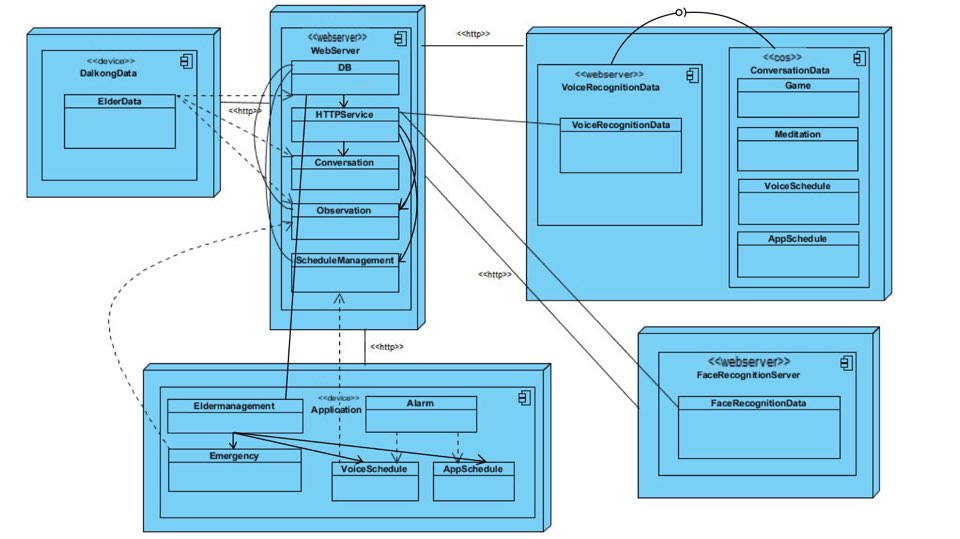 <<device>>
DalkongData
ElderData
<<http>>
<<webserver>>
WebServer
DB
HTTPService
Conversation
Observation
ScheduleManagement
<<http>>
<<webserver>>
VoiceRecognitionData
VoiceRecognitionData
<<cos>>
ConversationData
Game
Meditation
VoiceSchedule
AppSchedule
<<http>>
<<http>>
<<webserver>>
FaceRecognitionServer
FaceRecognitionData
<<device>>
Application
Eldermanagement
Alarm
Emergency
VoiceSchedule
AppSchedule